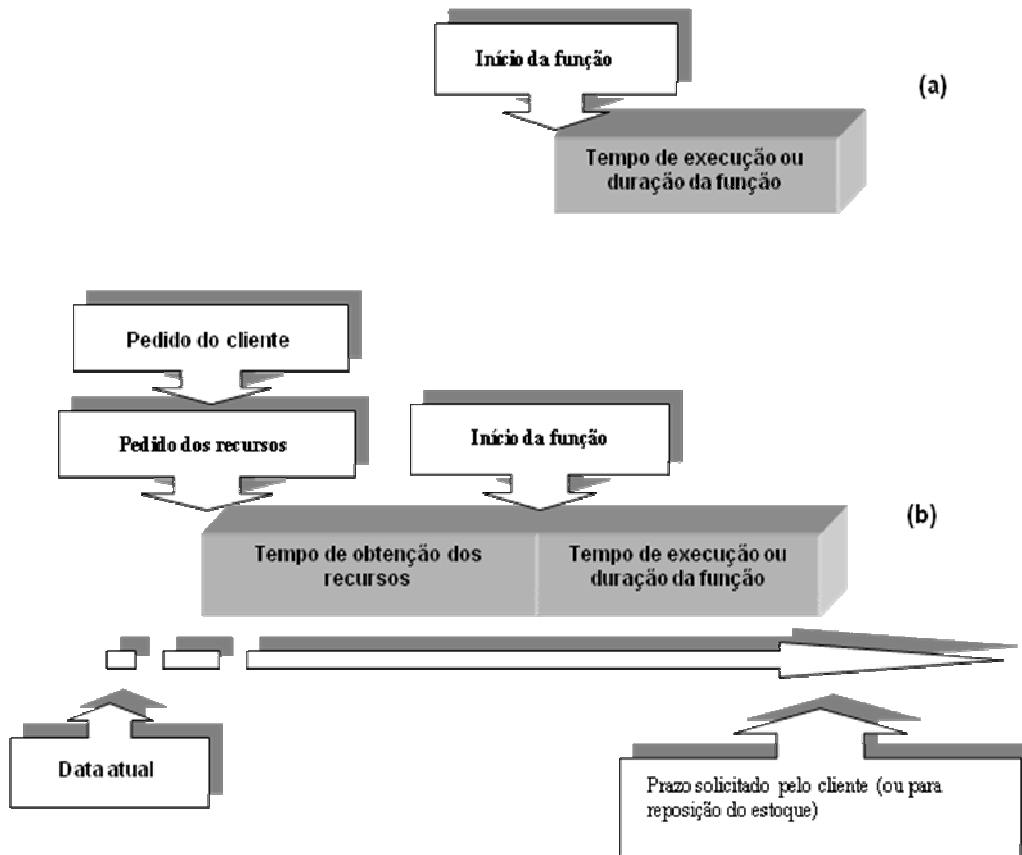 Início da função
(a)
Tempo de execução ou
duração da função
Pedido do cliente
Pedido dos recursos
Início da função
(b)
Tempo de obtenção dos
recursos
Tempo de execução ou
duração da função
Data atual
Prazo solicitado pelo cliente (ou para
reposição do estoque)